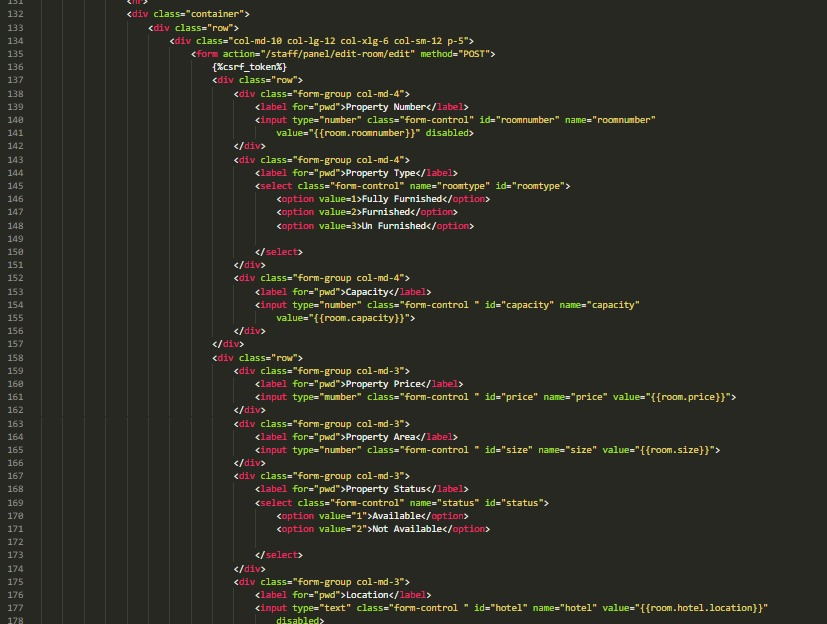 131 <hr>
132 <div class="container">
133 <div class="row">
134 <div class="col-md-10 col-lg-12 col-xlg-6 col-sm-12 p-5">
135 <form action="/staff/panel/edit-room/edit" method="POST">
136 {%csrf_token%}
137 <div class="row">
138 <div class="form-group col-md-4">
139 <label for="pwd">Property Number</label>
140 <input type="number" class="form-control" id="roomnumber" name="roomnumber"
141 value="{{room.roomnumber}}" disabled>
142 </div>
143 <div class="form-group col-md-4">
144 <label for="pwd">Property Type</label>
145 <select class="form-control" name="roomtype" id="roomtype">
146 <option value=1>Fully Furnished</option>
147 <option value=2>Furnished</option>
148 <option value=3>Un Furnished</option>
149
150 </select>
151 </div>
152 <div class="form-group col-md-4">
153 <label for="pwd">Capacity</label>
154 <input type="number" class="form-control " id="capacity" name="capacity"
155 value="{{room.capacity}}">
156 </div>
157 </div>
158 <div class="row">
159 <div class="form-group col-md-3">
160 <label for="pwd">Property Price</label>
161 <input type="mumber" class="form-control " id="price" name="price" value="{{room.price}}">
162 </div>
163 <div class="form-group col-md-3">
164 <label for="pwd">Property Area</label>
165 <input type="number" class="form-control " id="size" name="size" value="{{room.size}}">
166 </div>
167 <div class="form-group col-md-3">
168 <label for="pwd">Property Status</label>
169 <select class="form-control" name="status" id="status">
170 <option value="1">Available</option>
171 <option value="2">Not Available</option>
172
173 </select>
174 </div>
175 <div class="form-group col-md-3">
176 <label for="pwd">Location</label>
177 <input type="text" class="form-control " id="hotel" name="hotel" value="{{room.hotel.location}}"
178 disabled>